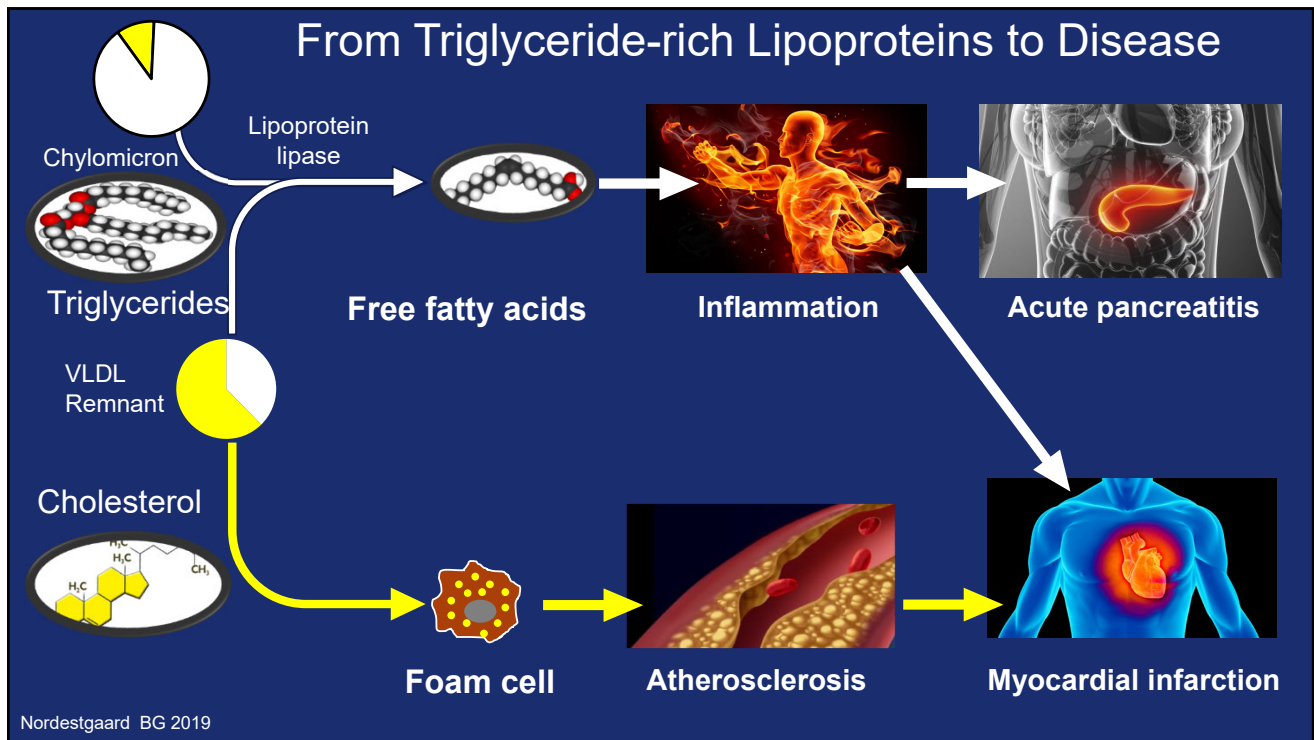 From Triglyceride-rich Lipoproteins to Disease
Lipoprotein
lipase
Chylomicron
Triglycerides
Free fatty acids
Inflammation
Acute pancreatitis
VLDL
Remnant
Cholesterol
H₃C
H₃C
H₃C
CH₃
Foam cell
Atherosclerosis
Myocardial infarction
Nordestgaard BG 2019